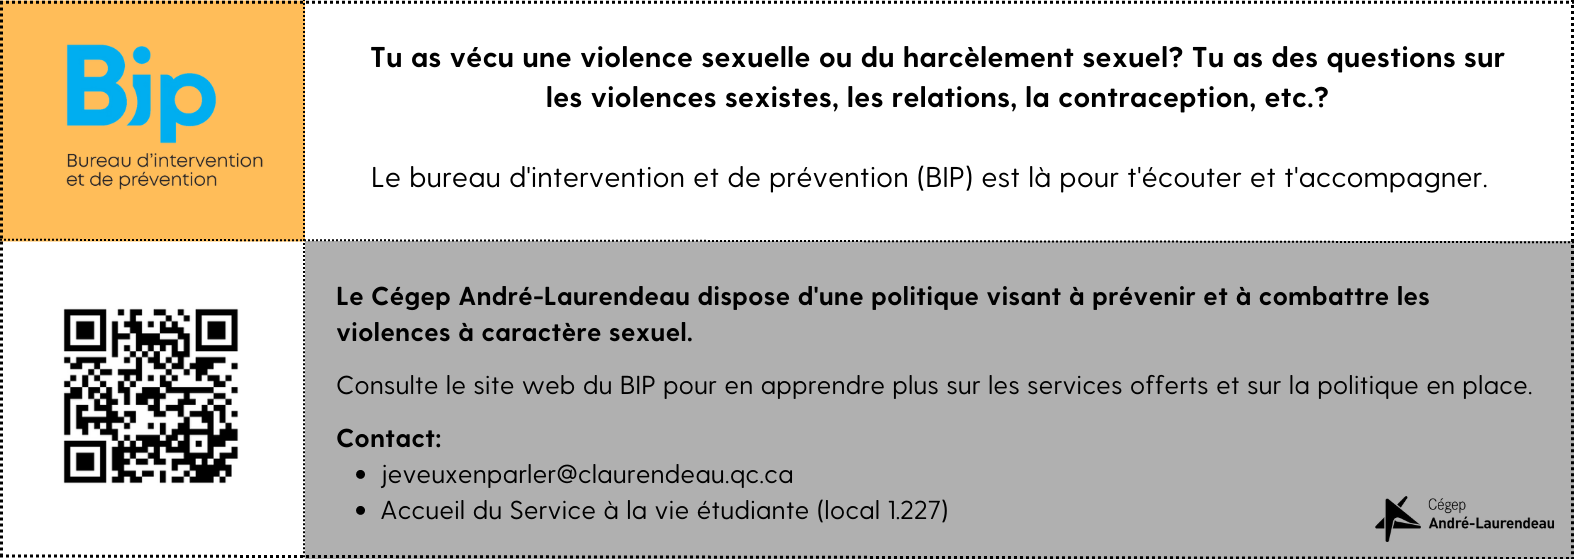 Bip
Bureau d'intervention
et de prévention
Tu as vécu une violence sexuelle ou du harcèlement sexuel? Tu as des questions sur
les violences sexistes, les relations, la contraception, etc.?
Le bureau d'intervention et de prévention (BIP) est là pour t'écouter et t'accompagner.
Le Cégep André-Laurendeau dispose d'une politique visant à prévenir et à combattre les
violences à caractère sexuel.
Consulte le site web du BIP pour en apprendre plus sur les services offerts et sur la politique en place.
Contact:
• jeveuxenparler@claurendeau.qc.ca
• Accueil du Service à la vie étudiante (local 1.227)
Cégep
André-Laurendeau